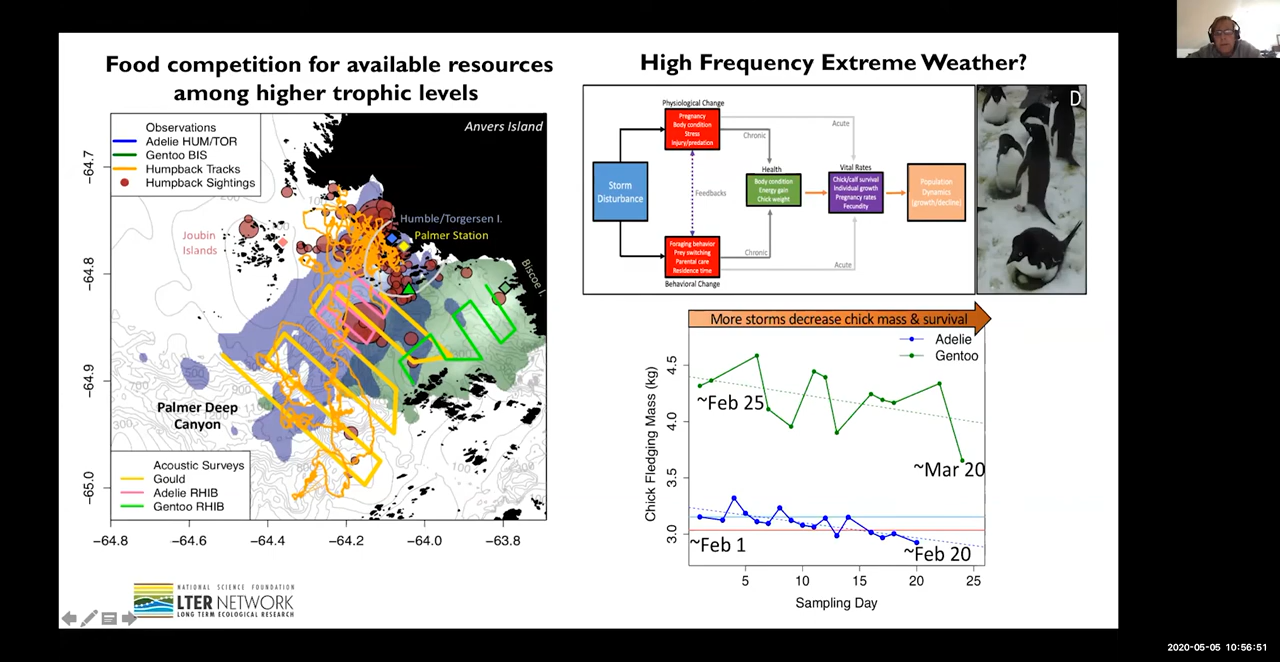 Food competition for available resources
among higher trophic levels
Observations
Adelie HUM/TOR
Gentoo BIS
Humpback Tracks
Humpback Sightings
Anvers Island
Joubin
Islands
Humble/Torgersen I.
Palmer Station
Biscoe I.
Palmer Deep
Canyon
Acoustic Surveys
Gould
Adelie RHIB
Gentoo RHIB
−64.7
−64.8
−64.9
−65.0
−64.8 −64.6 −64.4 −64.2 −64.0 −63.8
NATIONAL SCIENCE FOUNDATION
LTER NETWORK
LONG TERM ECOLOGICAL RESEARCH
High Frequency Extreme Weather?
Storm
Disturbance
Physiological Change
Pregnancy
Body condition
Stress
Injury/predation
Chronic
Acute
Feedbacks
Health
Body condition
Energy gain
Chick weight
Vital Rates
Chick/calf survival
Individual growth
Pregnancy rates
Fecundity
Population
Dynamics
(growth/decline)
Foraging behavior
Prey switching
Parental care
Residence time
Behavioral Change
Chronic
Acute
D
More storms decrease chick mass & survival
Adelie
Gentoo
Chick Fledging Mass (kg)
4.5
4.0
3.5
3.0
~Feb 25
~Mar 20
~Feb 1
~Feb 20
5 10 15 20 25
Sampling Day
2020-05-05 10:56:51